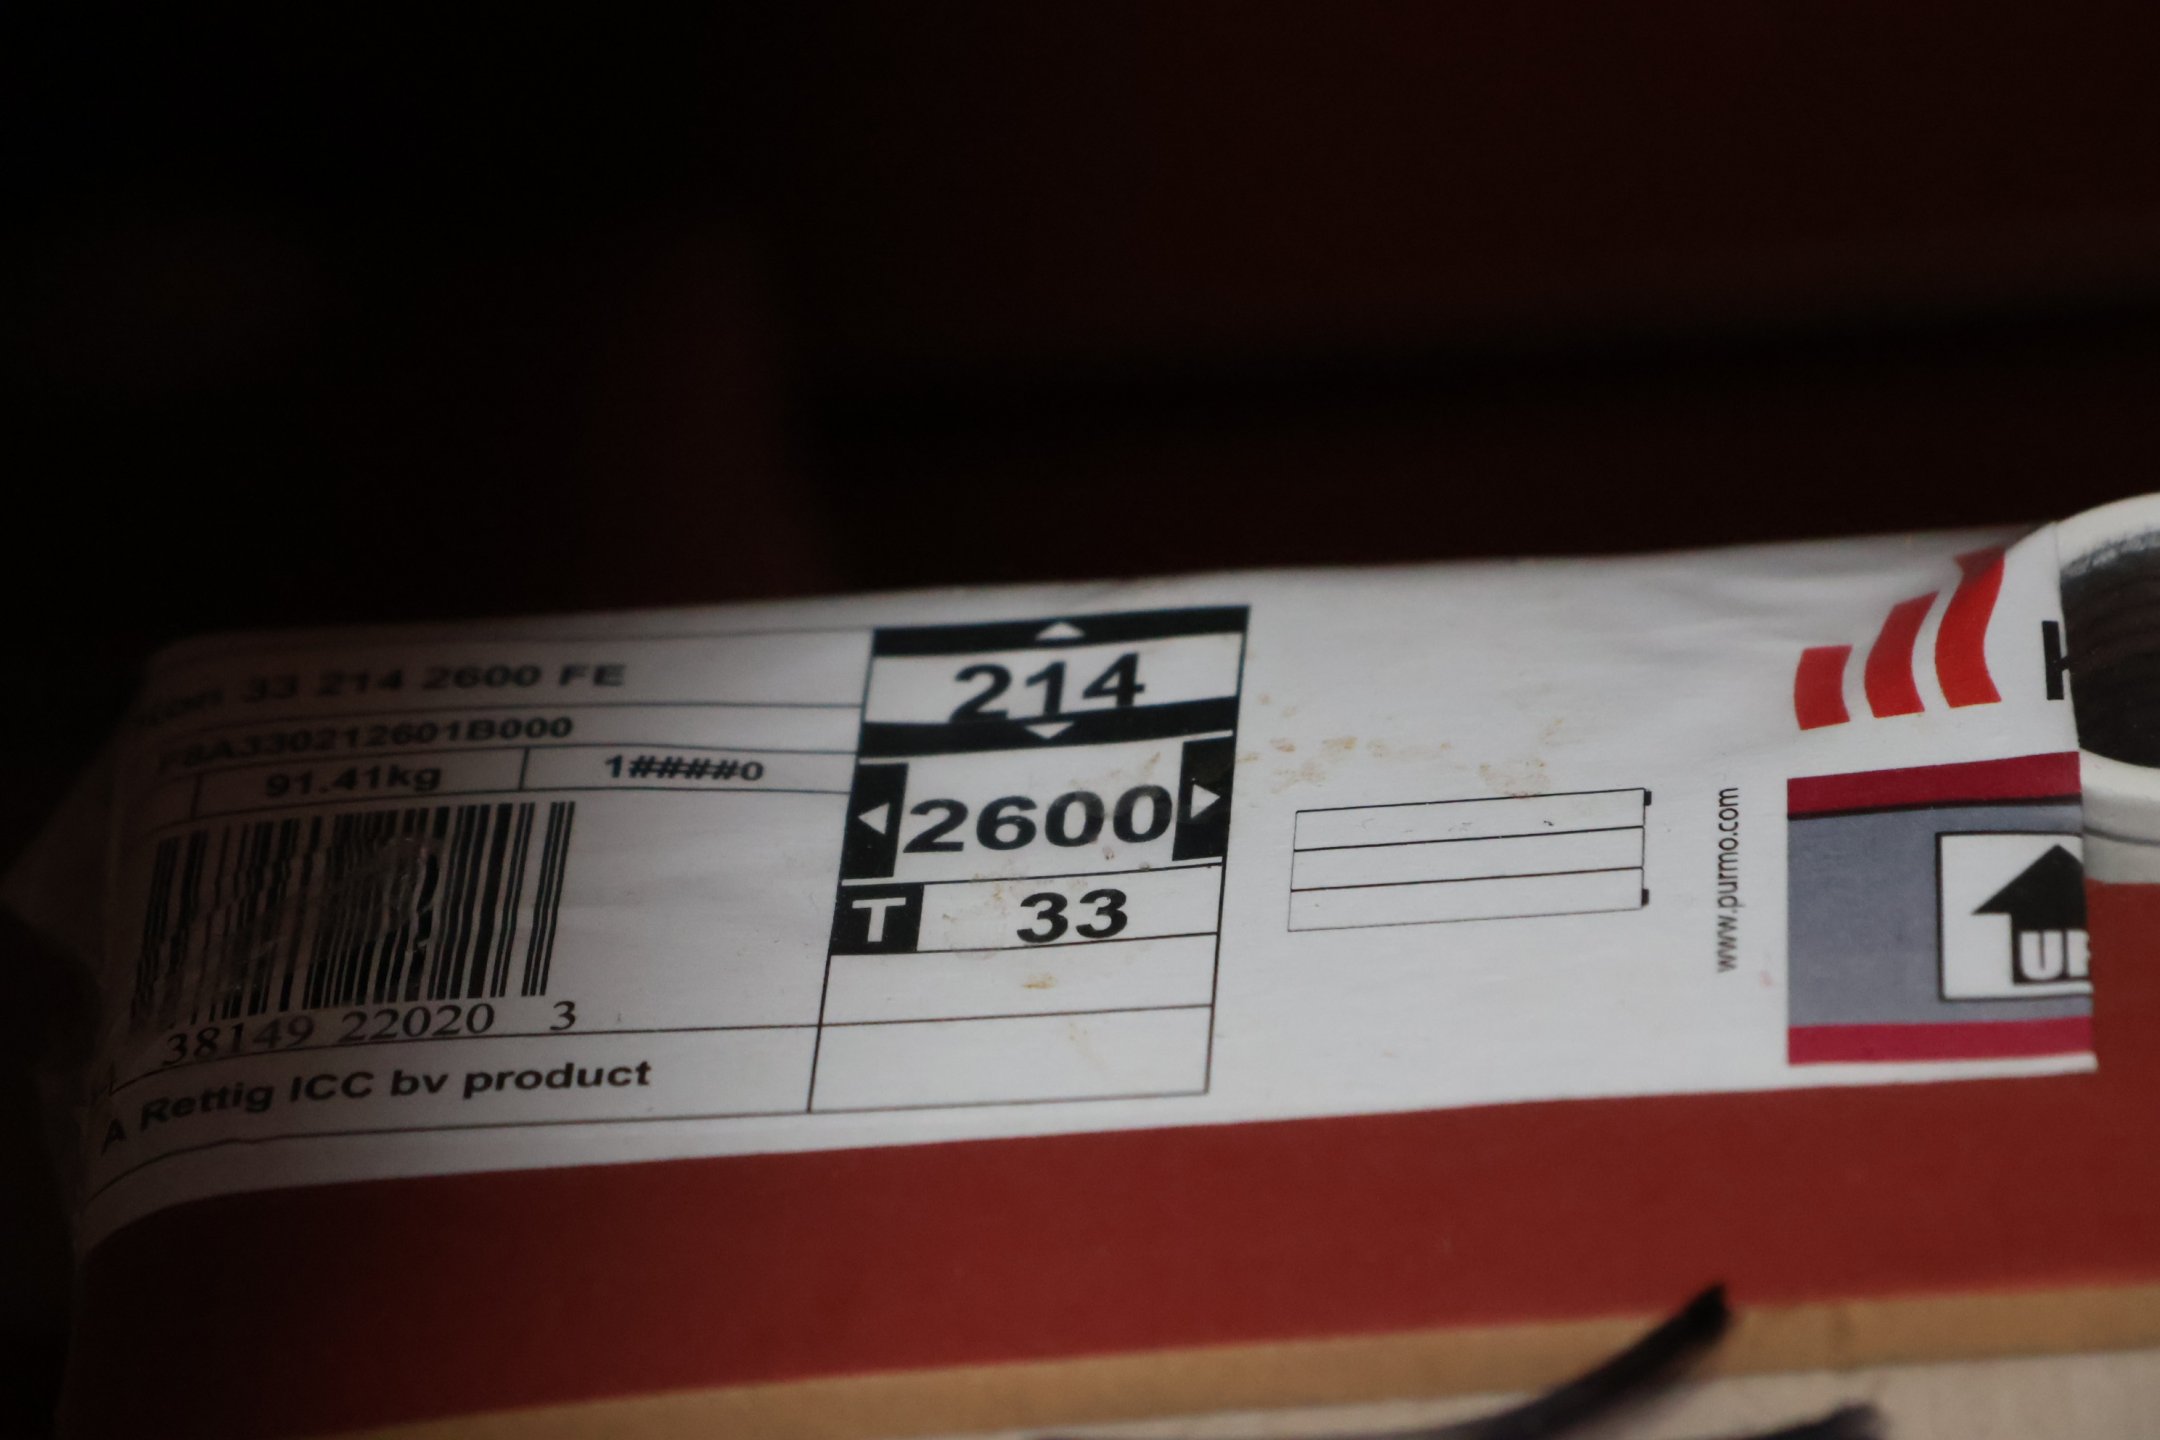 33 214 2600 FE
F8A330212601B000
91.41kg
1####0
38149 22020 3
A Rettig ICC bv product
214
2600
T 33
www.purmo.com